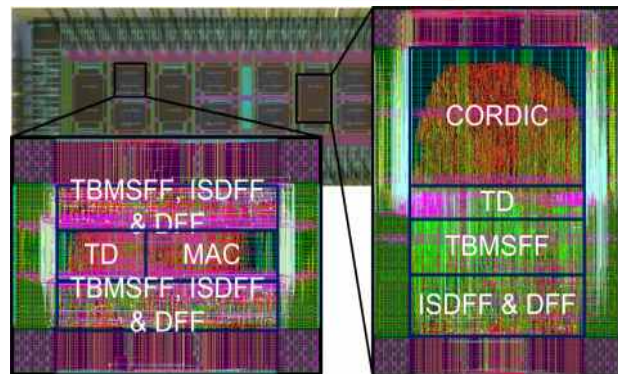 CORDIC
TD
TBMSFF
ISDFF & DFF
TBMSFF, ISDFF
& DFF
TD MAC
TBMSFF, ISDFF
& DFF